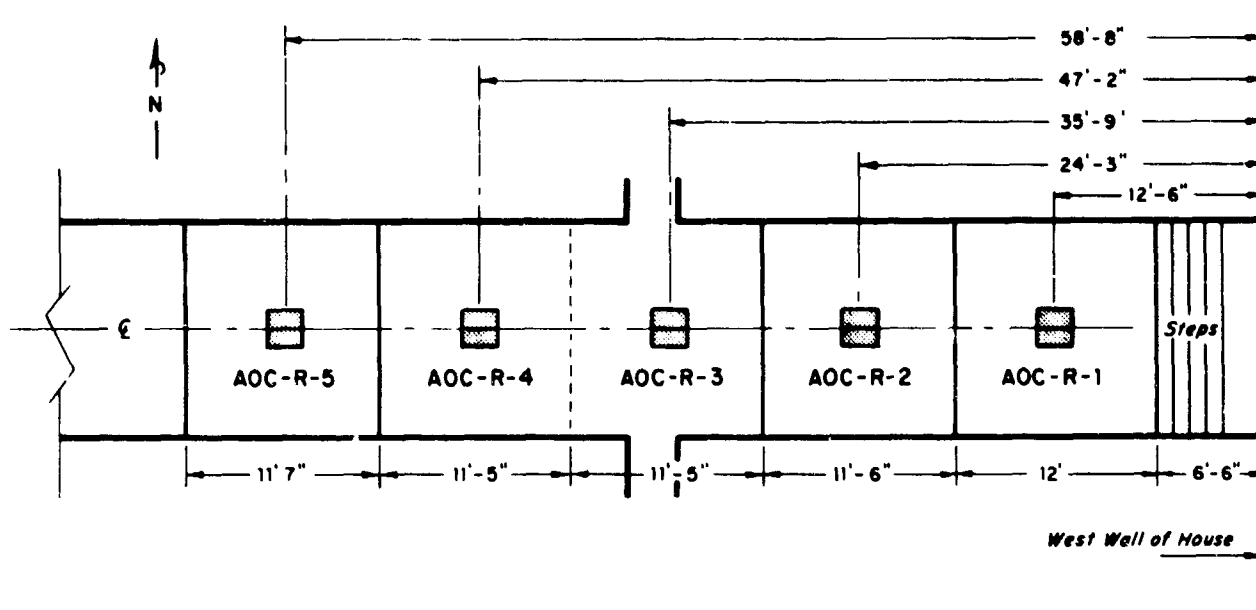 58'-8"
47'-2"
N
35'-9'
24'-3"
12'-6"
℄
Steps
AOC-R-5 AOC-R-4 AOC-R-3 AOC-R-2 AOC-R-1
11' 7" 11'-5" 11'-5" 11'-6" 12' 6'-6"
West Wall of House